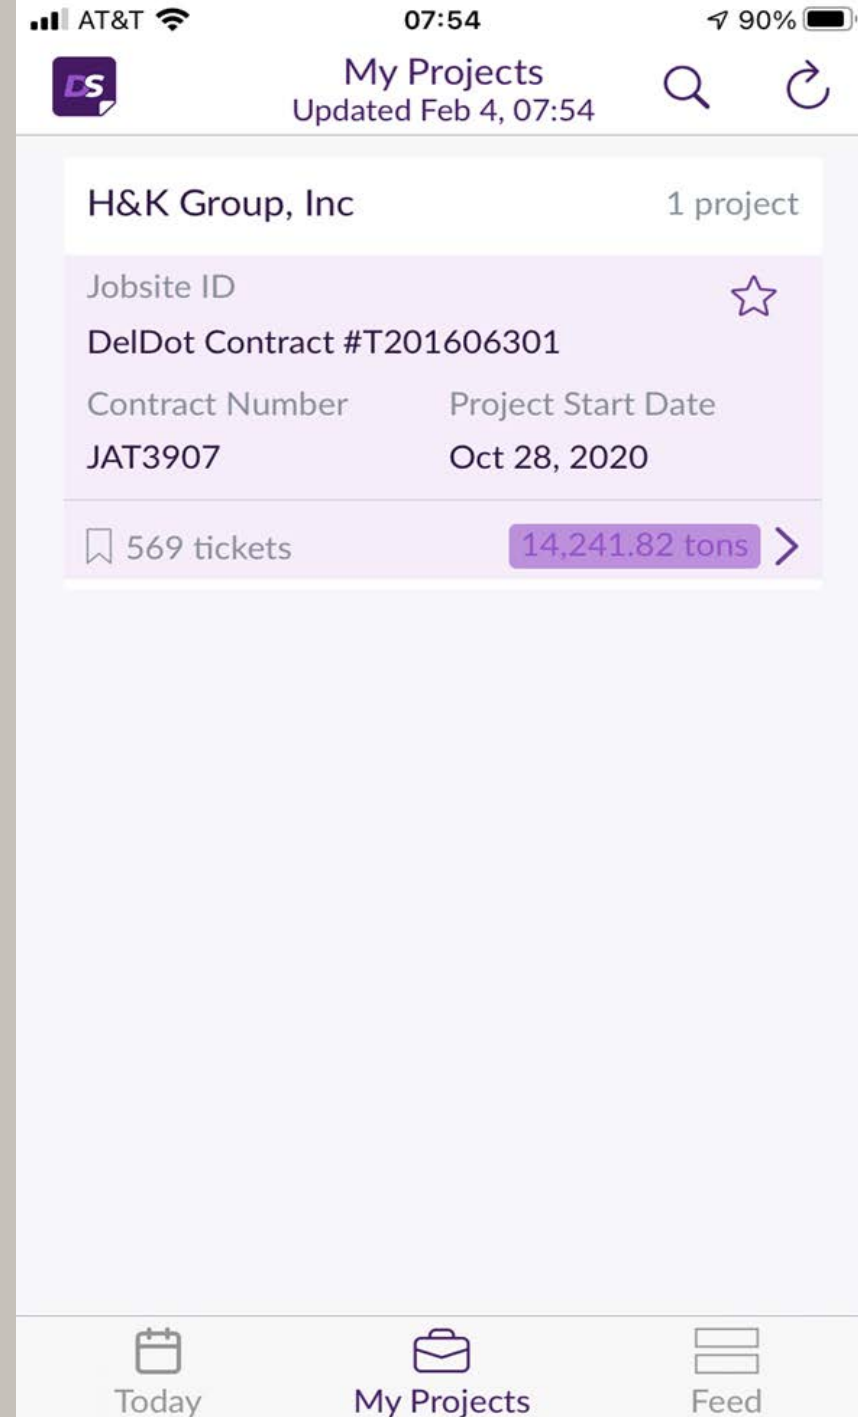 AT&T 07:54 90%
DS My Projects
Updated Feb 4, 07:54
H&K Group, Inc 1 project
Jobsite ID
DelDot Contract #T201606301
Contract Number Project Start Date
JAT3907 Oct 28, 2020
569 tickets 14,241.82 tons
Today My Projects Feed